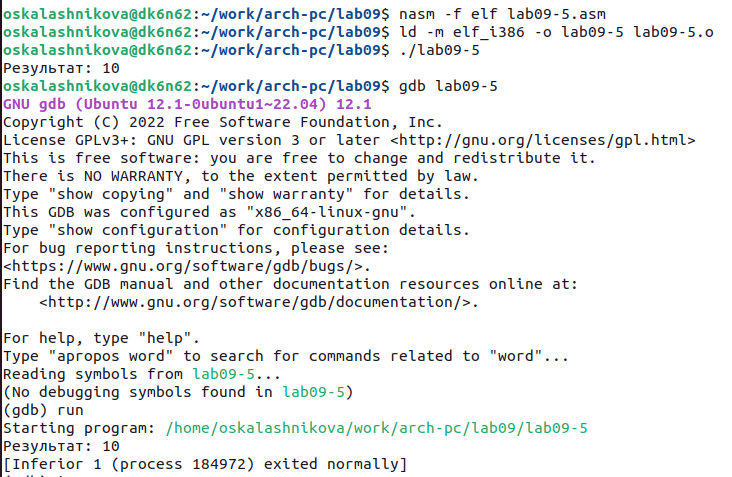 oskalashnikova@dk6n62:~/work/arch-pc/lab09$ nasm -f elf lab09-5.asm
oskalashnikova@dk6n62:~/work/arch-pc/lab09$ ld -m elf_i386 -o lab09-5 lab09-5.o
oskalashnikova@dk6n62:~/work/arch-pc/lab09$ ./lab09-5
Результат: 10
oskalashnikova@dk6n62:~/work/arch-pc/lab09$ gdb lab09-5
GNU gdb (Ubuntu 12.1-0ubuntu1~22.04) 12.1
Copyright (C) 2022 Free Software Foundation, Inc.
License GPLv3+: GNU GPL version 3 or later <http://gnu.org/licenses/gpl.html>
This is free software: you are free to change and redistribute it.
There is NO WARRANTY, to the extent permitted by law.
Type "show copying" and "show warranty" for details.
This GDB was configured as "x86_64-linux-gnu".
Type "show configuration" for configuration details.
For bug reporting instructions, please see:
<https://www.gnu.org/software/gdb/bugs/>.
Find the GDB manual and other documentation resources online at:
    <http://www.gnu.org/software/gdb/documentation/>.

For help, type "help".
Type "apropos word" to search for commands related to "word"...
Reading symbols from lab09-5...
(No debugging symbols found in lab09-5)
(gdb) run
Starting program: /home/oskalashnikova/work/arch-pc/lab09/lab09-5
Результат: 10
[Inferior 1 (process 184972) exited normally]